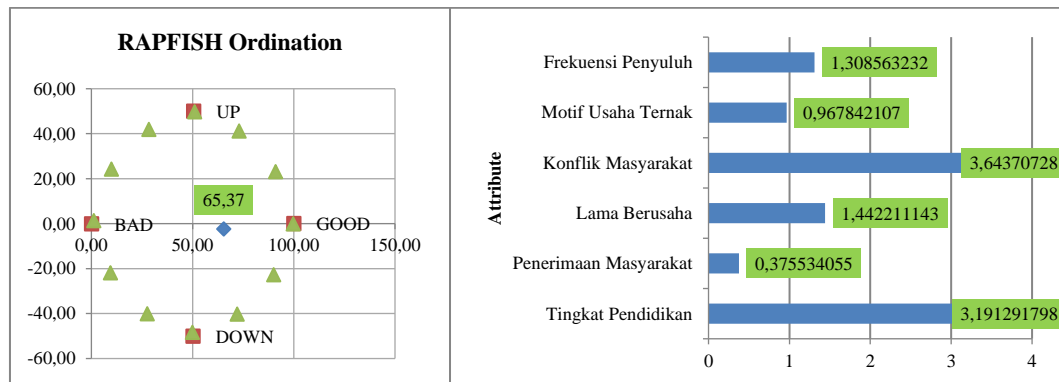 RAPFISH Ordination
60,00
40,00
20,00
0,00
-20,00
-40,00
-60,00
UP
65,37
BAD
GOOD
0,00 50,00 100,00 150,00
DOWN
Attribute
Frekuensi Penyuluh
1,308563232
Motif Usaha Ternak
0,967842107
Konflik Masyarakat
3,64370728
Lama Berusaha
1,442211143
Penerimaan Masyarakat
0,375534055
Tingkat Pendidikan
3,191291798
0 1 2 3 4